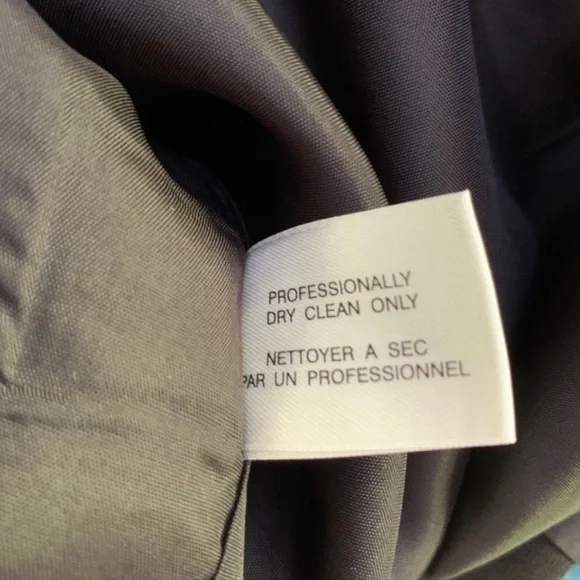 PROFESSIONALLY
DRY CLEAN ONLY
NETTOYER A SEC
PAR UN PROFESSIONNEL